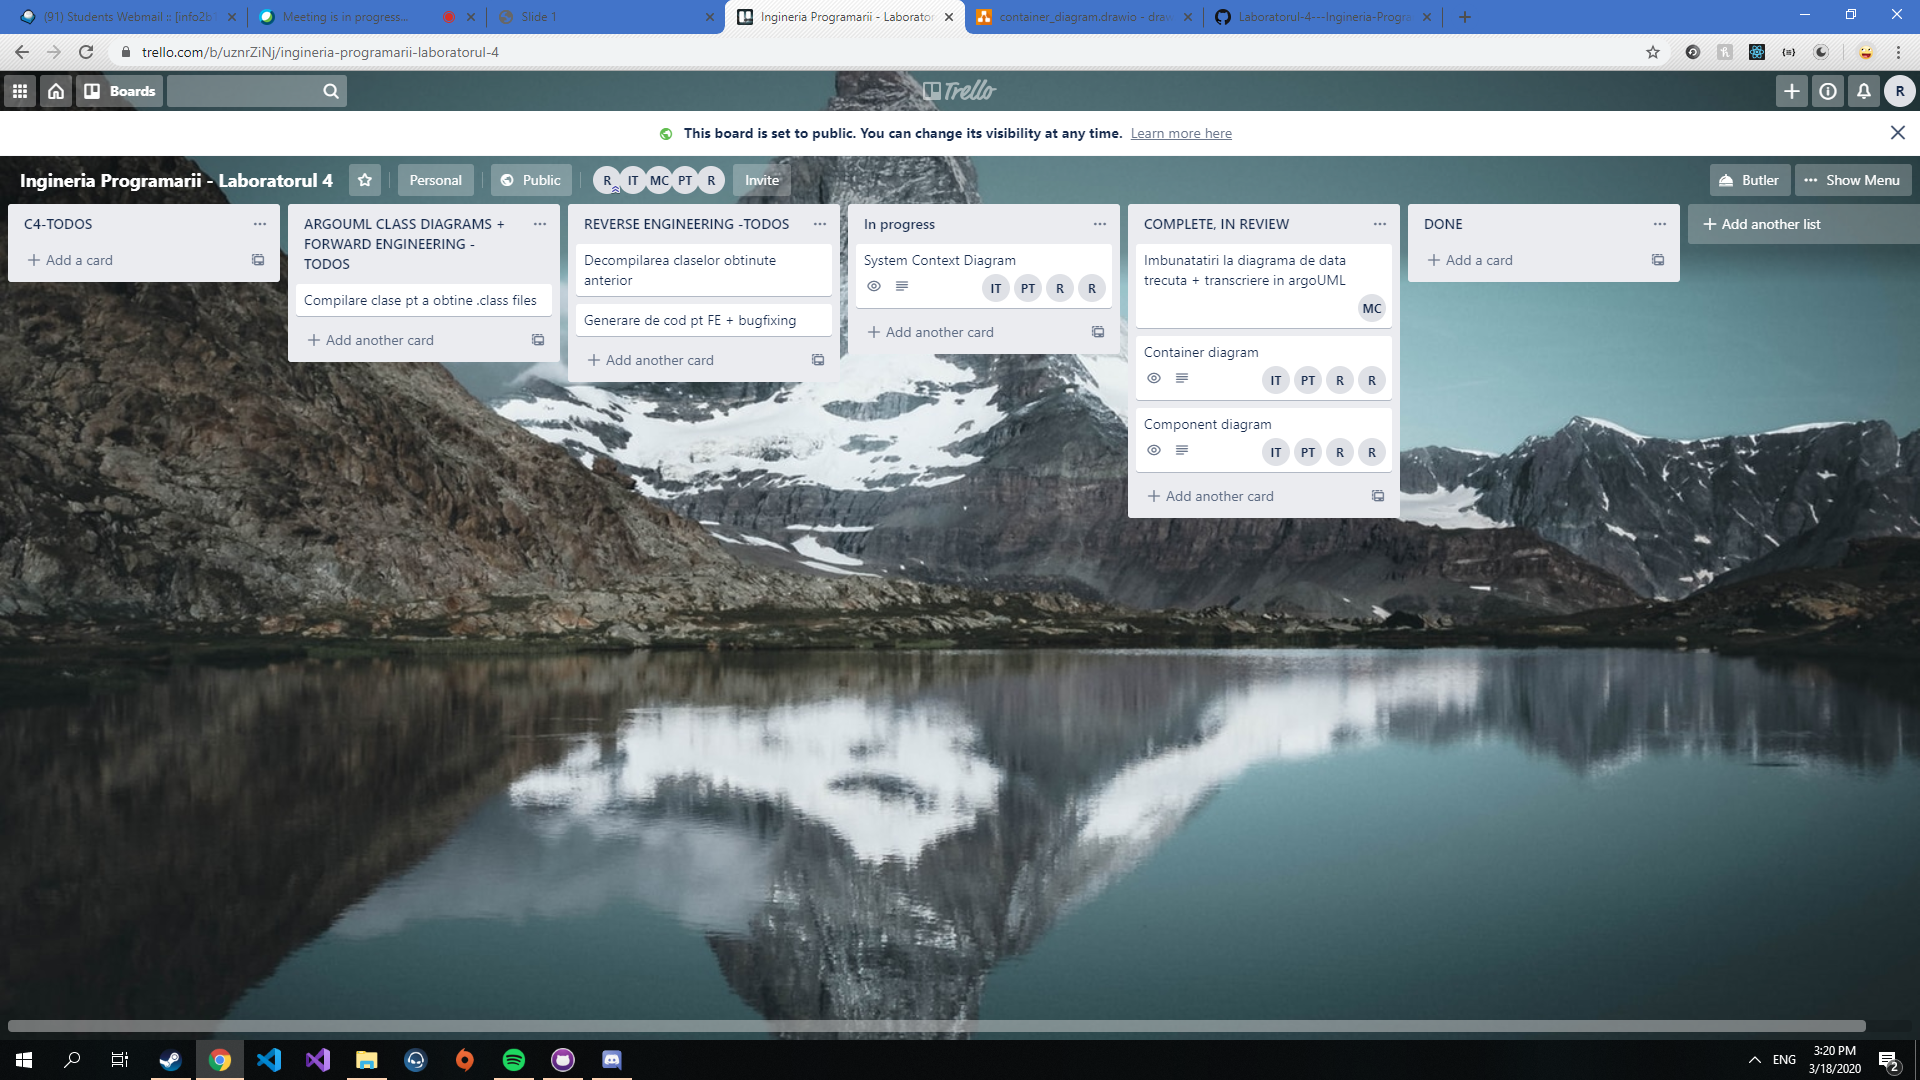 (91) Students Webmail :: [info2b
Meeting is in progress...
Slide 1
Ingineria Programarii - Laborator
container_diagram.drawio - draw
Laboratorul-4---Ingineria-Progra
trello.com/b/uznrZiNj/ingineria-programarii-laboratorul-4
Boards
Trello
R
This board is set to public. You can change its visibility at any time. Learn more here
Ingineria Programarii - Laboratorul 4
Personal
Public
R IT MC PT R
Invite
Butler
Show Menu
C4-TODOS
Add a card
ARGOUML CLASS DIAGRAMS +
FORWARD ENGINEERING -
TODOS
Compilare clase pt a obtine .class files
Add another card
REVERSE ENGINEERING -TODOS
Decompilarea claselor obtinute
anterior
Generare de cod pt FE + bugfixing
Add another card
In progress
System Context Diagram
IT PT R R
Add another card
COMPLETE, IN REVIEW
Imbunatatiri la diagrama de data
trecuta + transcriere in argoUML
MC
Container diagram
IT PT R R
Component diagram
IT PT R R
Add another card
DONE
Add a card
Add another list
ENG
3:20 PM
3/18/2020
2